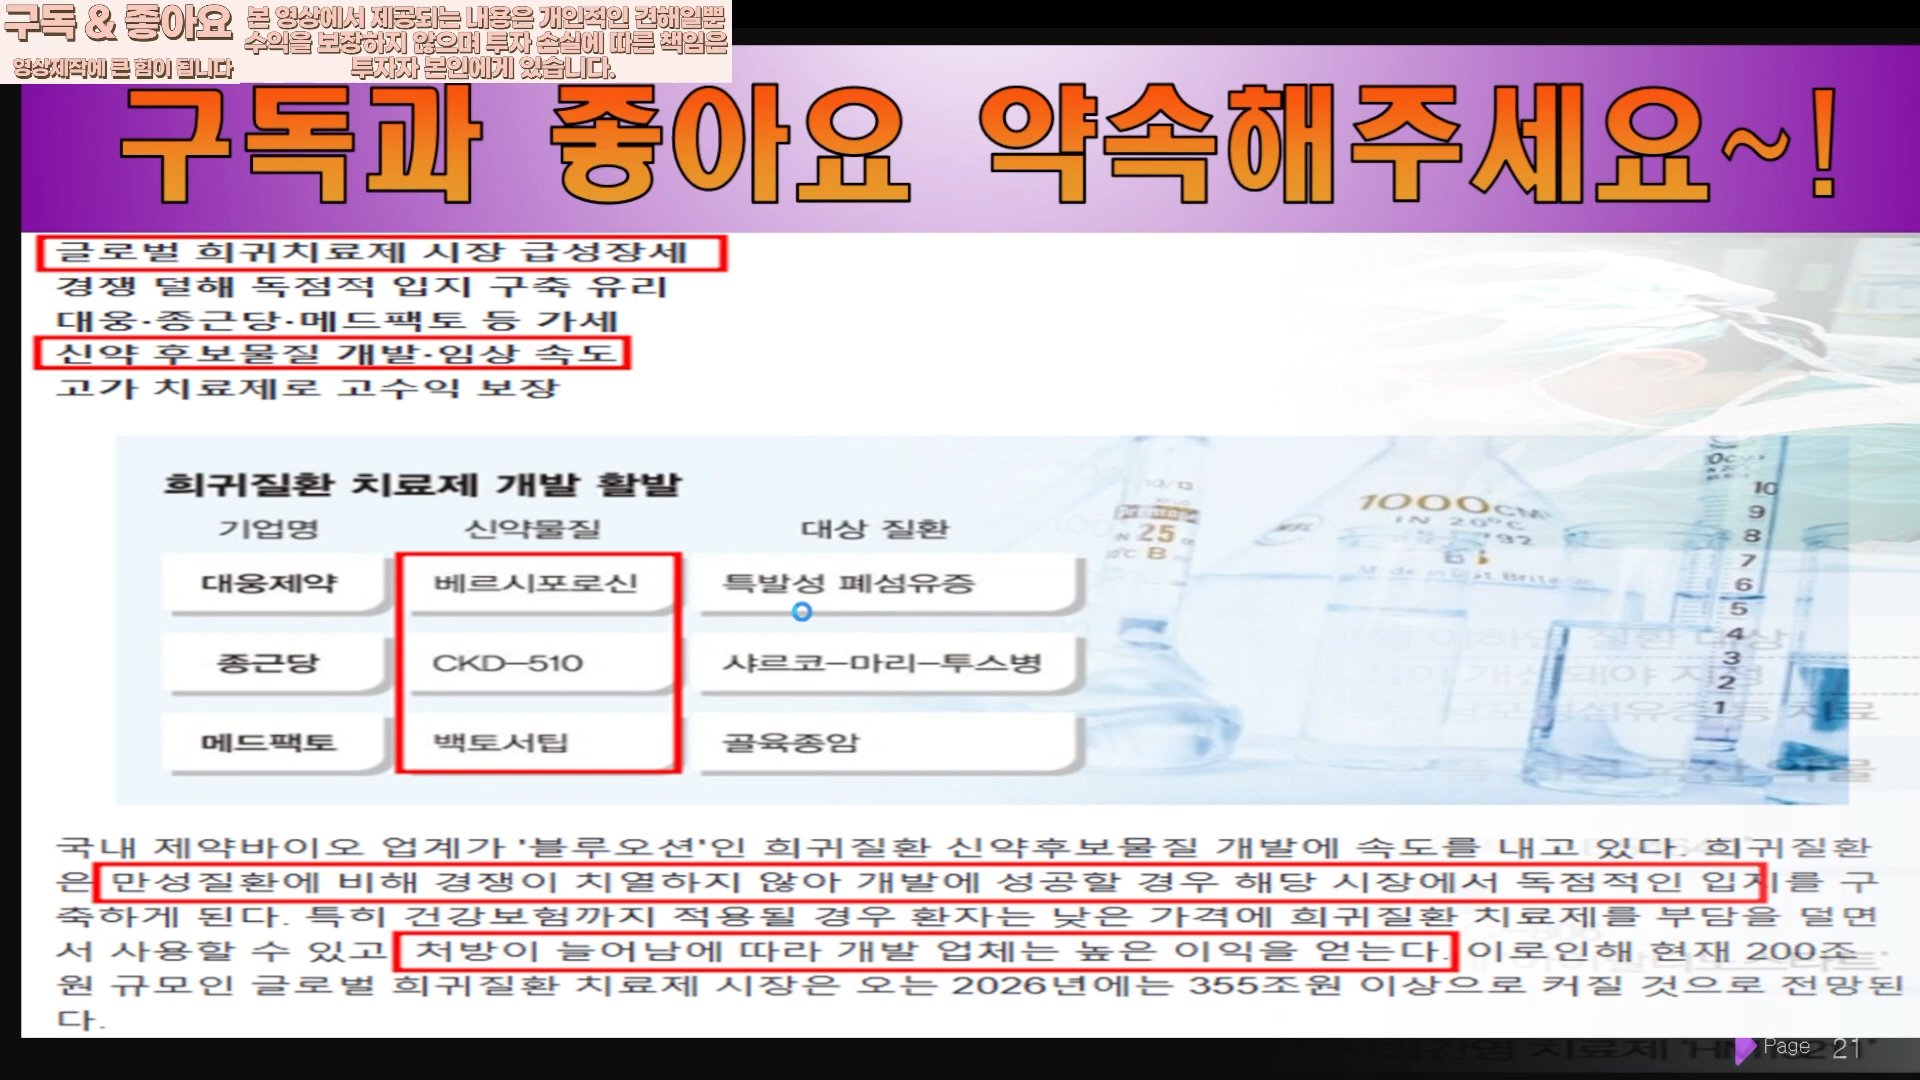 구독 & 좋아요
영상제작에 큰 힘이 됩니다
본 영상에서 제공되는 내용은 개인적인 견해일뿐
수익을 보장하지 않으며 투자 손실에 따른 책임은
투자자 본인에게 있습니다.
구독과 좋아요 약속해주세요~!
글로벌 희귀치료제 시장 급성장세
경쟁 덜해 독점적 입지 구축 유리
대웅·종근당·메드팩토 등 가세
신약 후보물질 개발·임상 속도
고가 치료제로 고수익 보장
희귀질환 치료제 개발 활발
기업명 신약물질 대상 질환
대웅제약 베르시포로신 특발성 폐섬유증
종근당 CKD-510 샤르코-마리-투스병
메드팩토 백토서팁 골육종암
1000CM
IN 20°C
25
B
10
9
8
7
6
5
4
3
2
1
국내 제약바이오 업계가 '블루오션'인 희귀질환 신약후보물질 개발에 속도를 내고 있다. 희귀질환
은 만성질환에 비해 경쟁이 치열하지 않아 개발에 성공할 경우 해당 시장에서 독점적인 입지를 구
축하게 된다. 특히 건강보험까지 적용될 경우 환자는 낮은 가격에 희귀질환 치료제를 부담을 덜면
서 사용할 수 있고 처방이 늘어남에 따라 개발 업체는 높은 이익을 얻는다. 이로인해 현재 200조
원 규모인 글로벌 희귀질환 치료제 시장은 오는 2026년에는 355조원 이상으로 커질 것으로 전망된
다.
Page 21